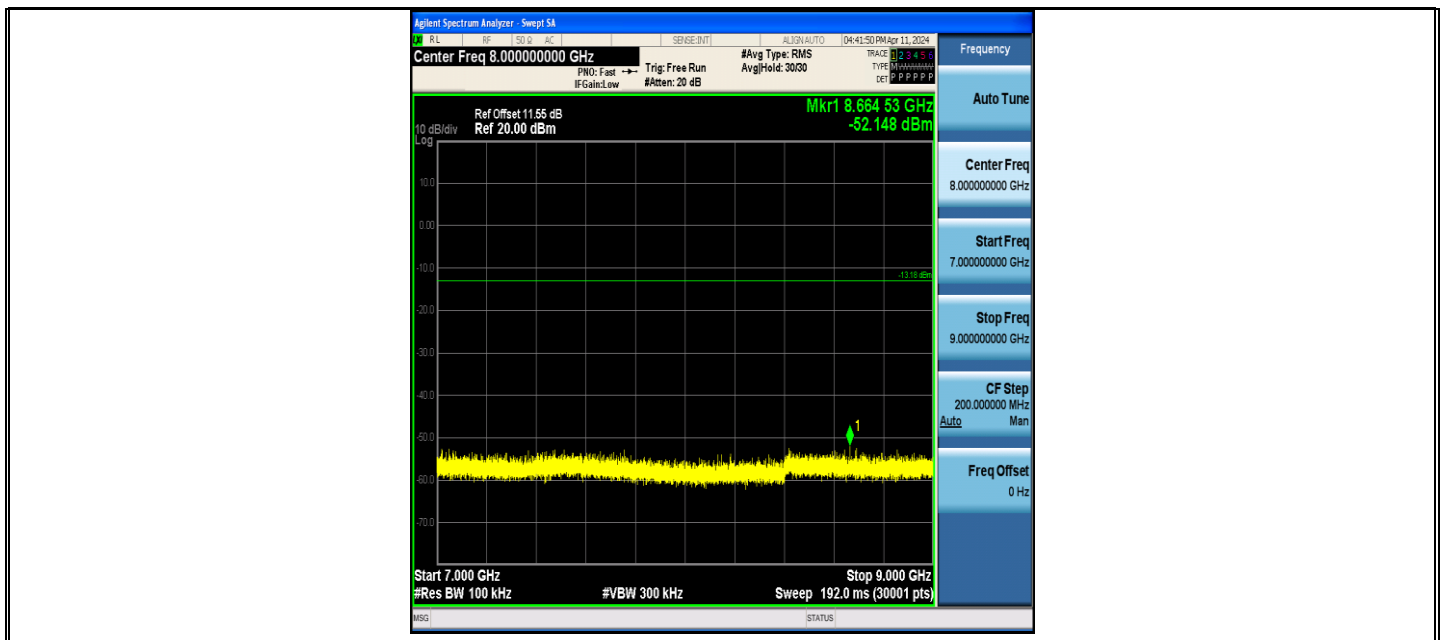 Agilent Spectrum Analyzer - Swept SA
RL RF 50 Ω AC SENSE:INT ALIGN AUTO 04:41:50 PM Apr 11, 2024
Center Freq 8.000000000 GHz
PNO: Fast
IFGain:Low
Trig: Free Run
#Atten: 20 dB
#Avg Type: RMS
Avg|Hold: 30/30
TRACE 1 2 3 4 5 6
TYPE
DET P P P P P P
Mkr1 8.664 53 GHz
-52.148 dBm
Ref Offset 11.55 dB
10 dB/div Ref 20.00 dBm
Log
10.0
0.00
-10.0
-13.18 dBm
-20.0
-30.0
-40.0
-50.0
1
-60.0
-70.0
Start 7.000 GHz Stop 9.000 GHz
#Res BW 100 kHz #VBW 300 kHz Sweep 192.0 ms (30001 pts)
MSG STATUS
Frequency
Auto Tune
Center Freq
8.000000000 GHz
Start Freq
7.000000000 GHz
Stop Freq
9.000000000 GHz
CF Step
200.000000 MHz
Auto Man
Freq Offset
0 Hz